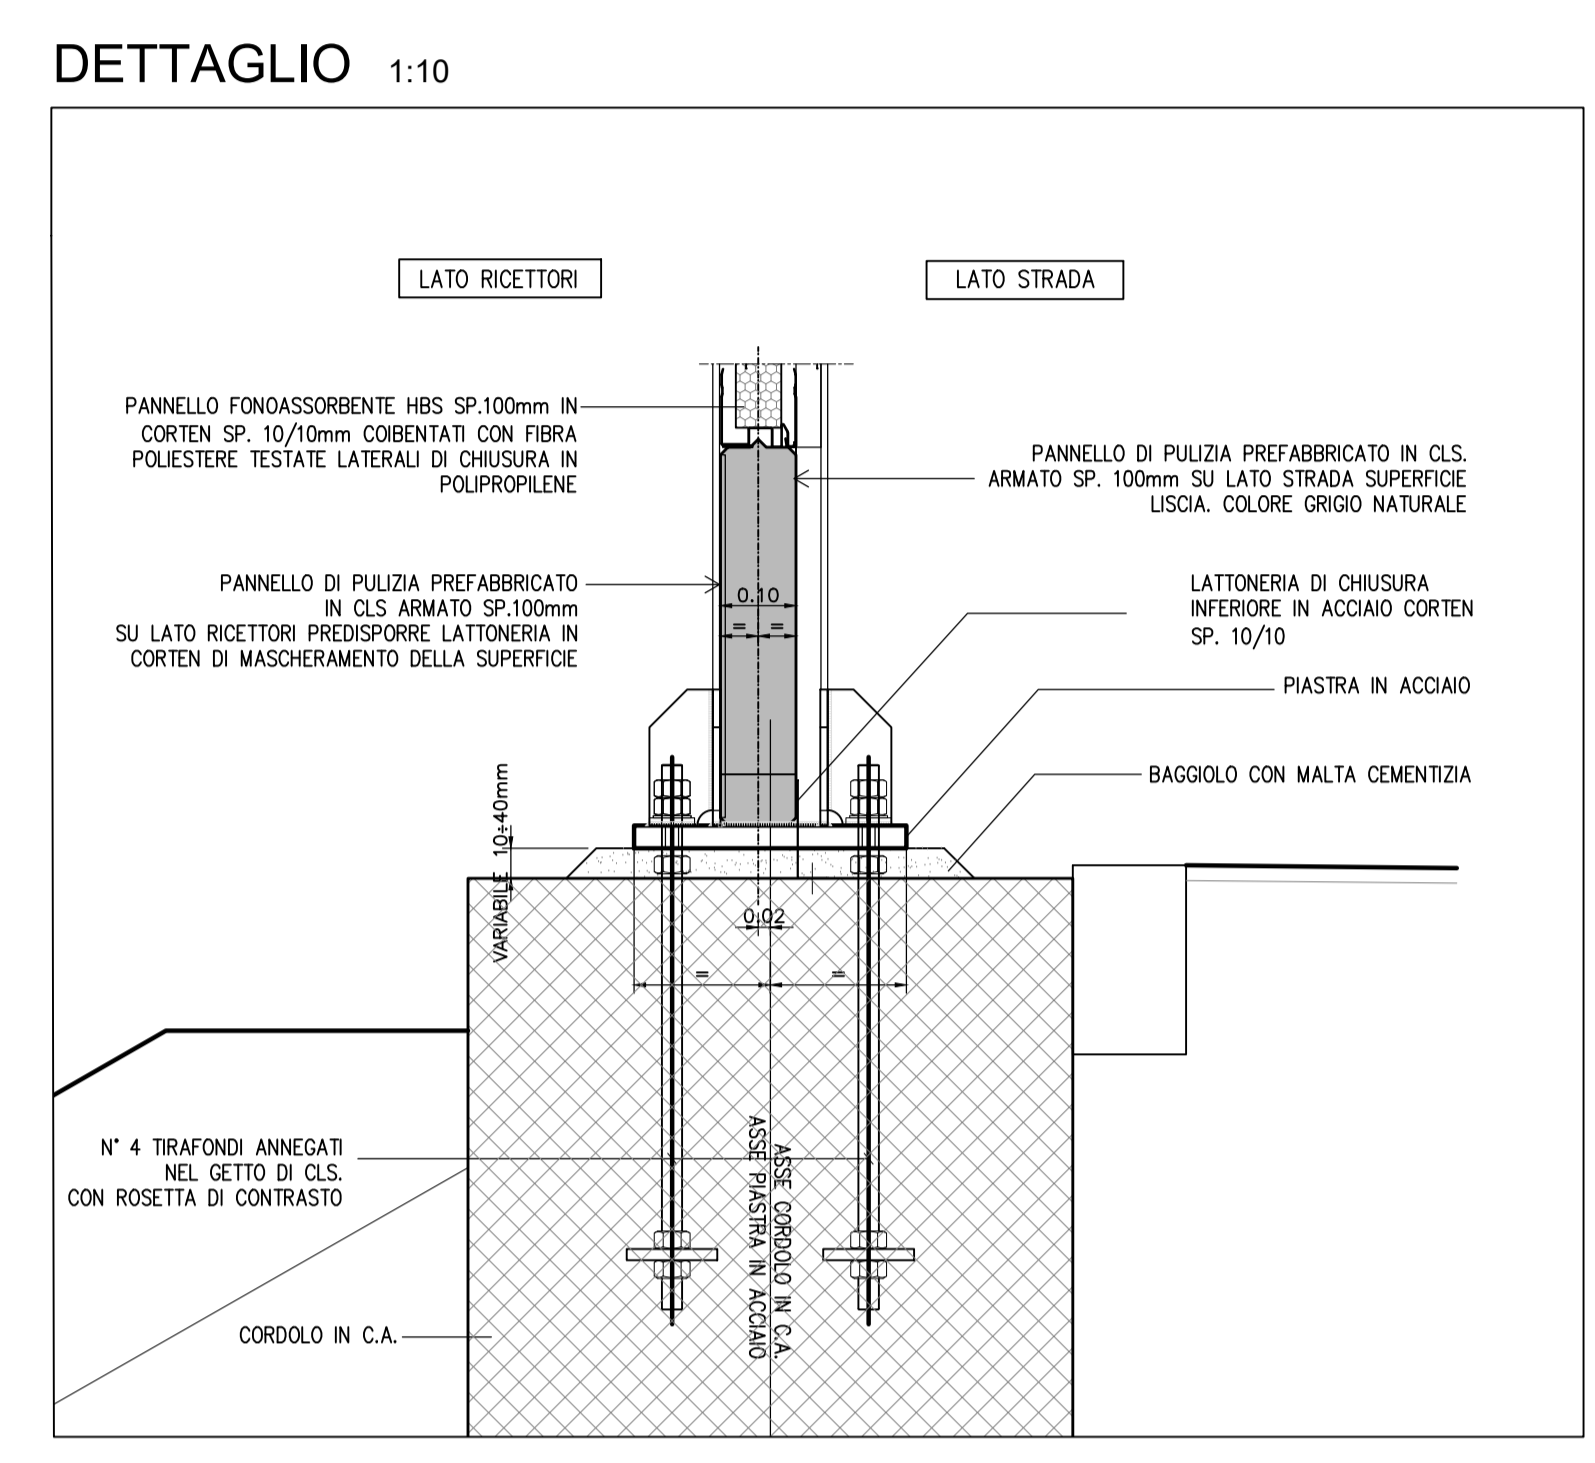 DETTAGLIO 1:10
LATO RICETTORI
LATO STRADA
PANNELLO FONOASSORBENTE HBS SP.100mm IN
CORTEN SP. 10/10mm COIBENTATI CON FIBRA
POLIESTERE TESTATE LATERALI DI CHIUSURA IN
POLIPROPILENE
PANNELLO DI PULIZIA PREFABBRICATO IN CLS.
ARMATO SP. 100mm SU LATO STRADA SUPERFICIE
LISCIA. COLORE GRIGIO NATURALE
PANNELLO DI PULIZIA PREFABBRICATO
IN CLS ARMATO SP.100mm
SU LATO RICETTORI PREDISPORRE LATTONERIA IN
CORTEN DI MASCHERAMENTO DELLA SUPERFICIE
0.10
=
=
LATTONERIA DI CHIUSURA
INFERIORE IN ACCIAIO CORTEN
SP. 10/10
PIASTRA IN ACCIAIO
BAGGIOLO CON MALTA CEMENTIZIA
VARIABILE 10÷40mm
0.02
=
=
N° 4 TIRAFONDI ANNEGATI
NEL GETTO DI CLS.
CON ROSETTA DI CONTRASTO
ASSE CORDOLO IN C.A.
ASSE PIASTRA IN ACCIAIO
CORDOLO IN C.A.